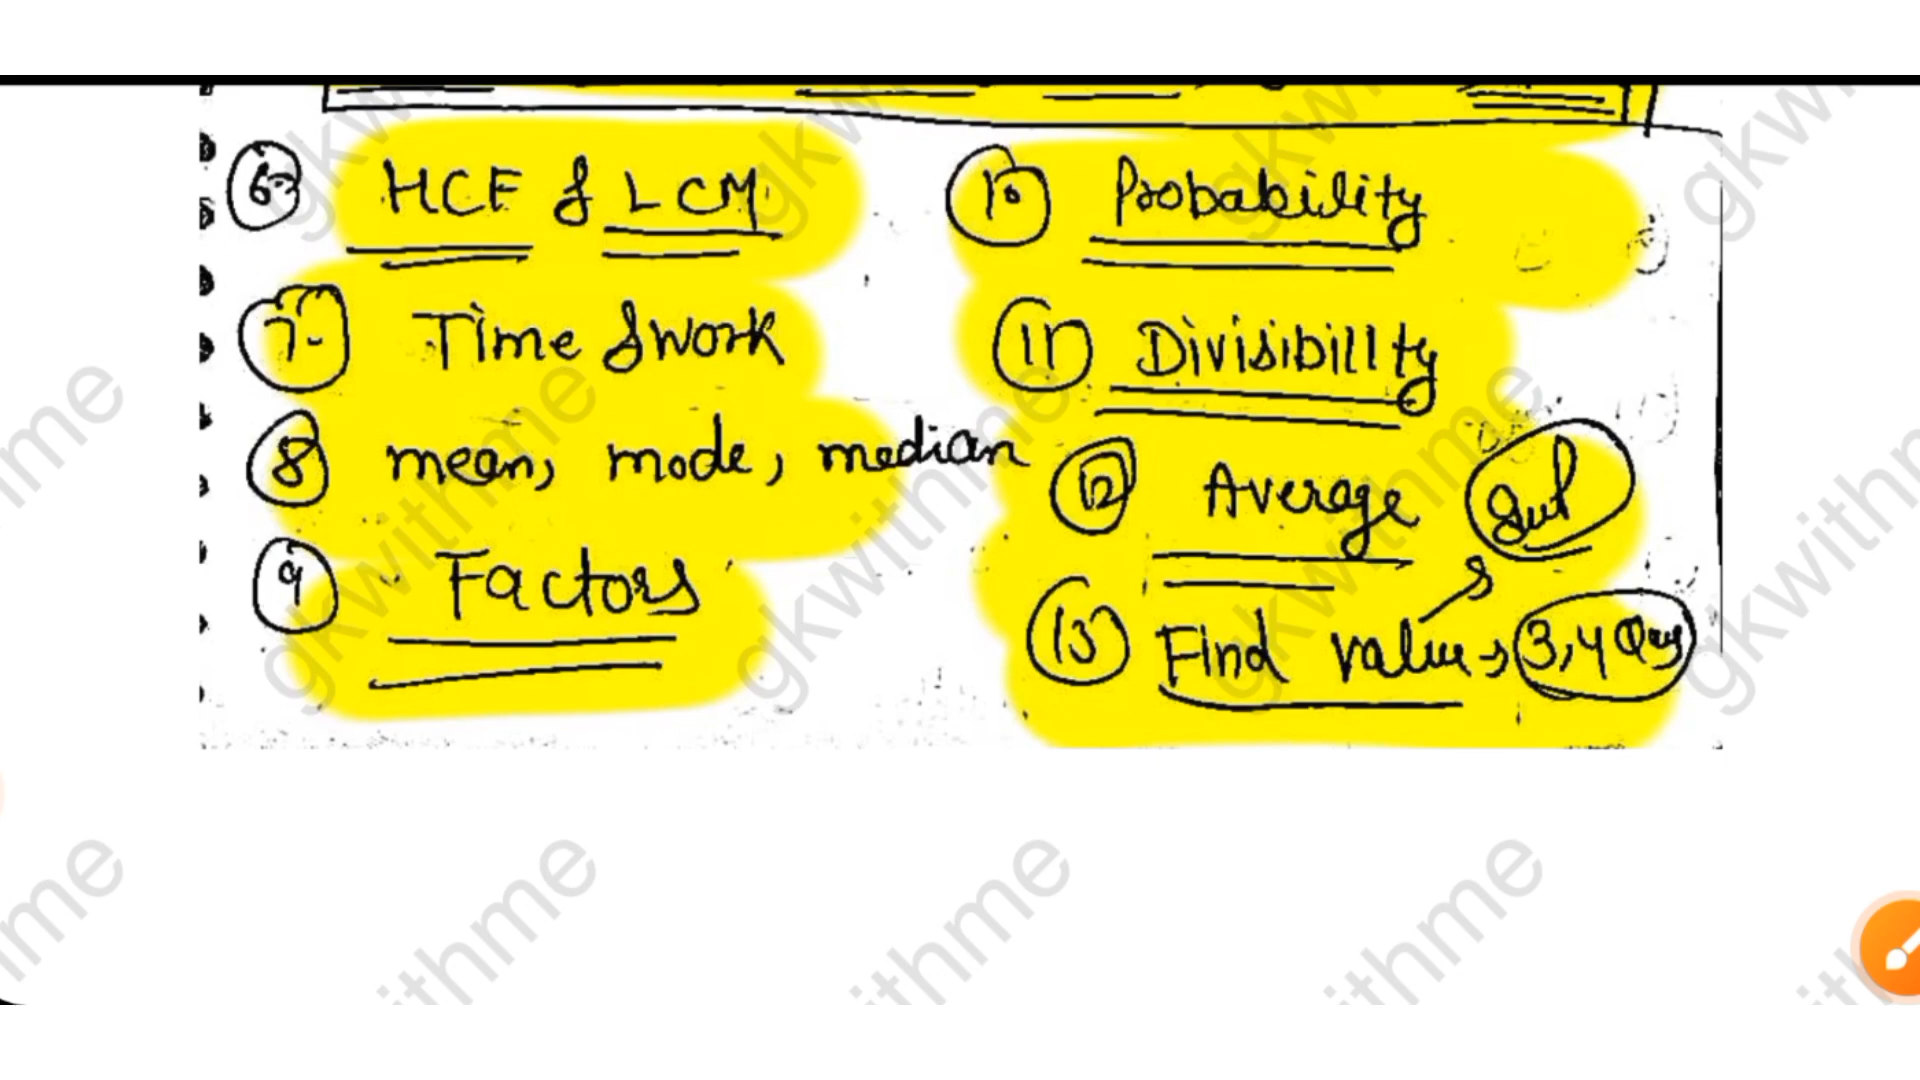 6 HCF & LCM
7- Time & work
8 mean, mode, median
9 Factors
10 Probability
11 Divisibility
12 Average
13 Find value, 3,4 Ques
gkwithme